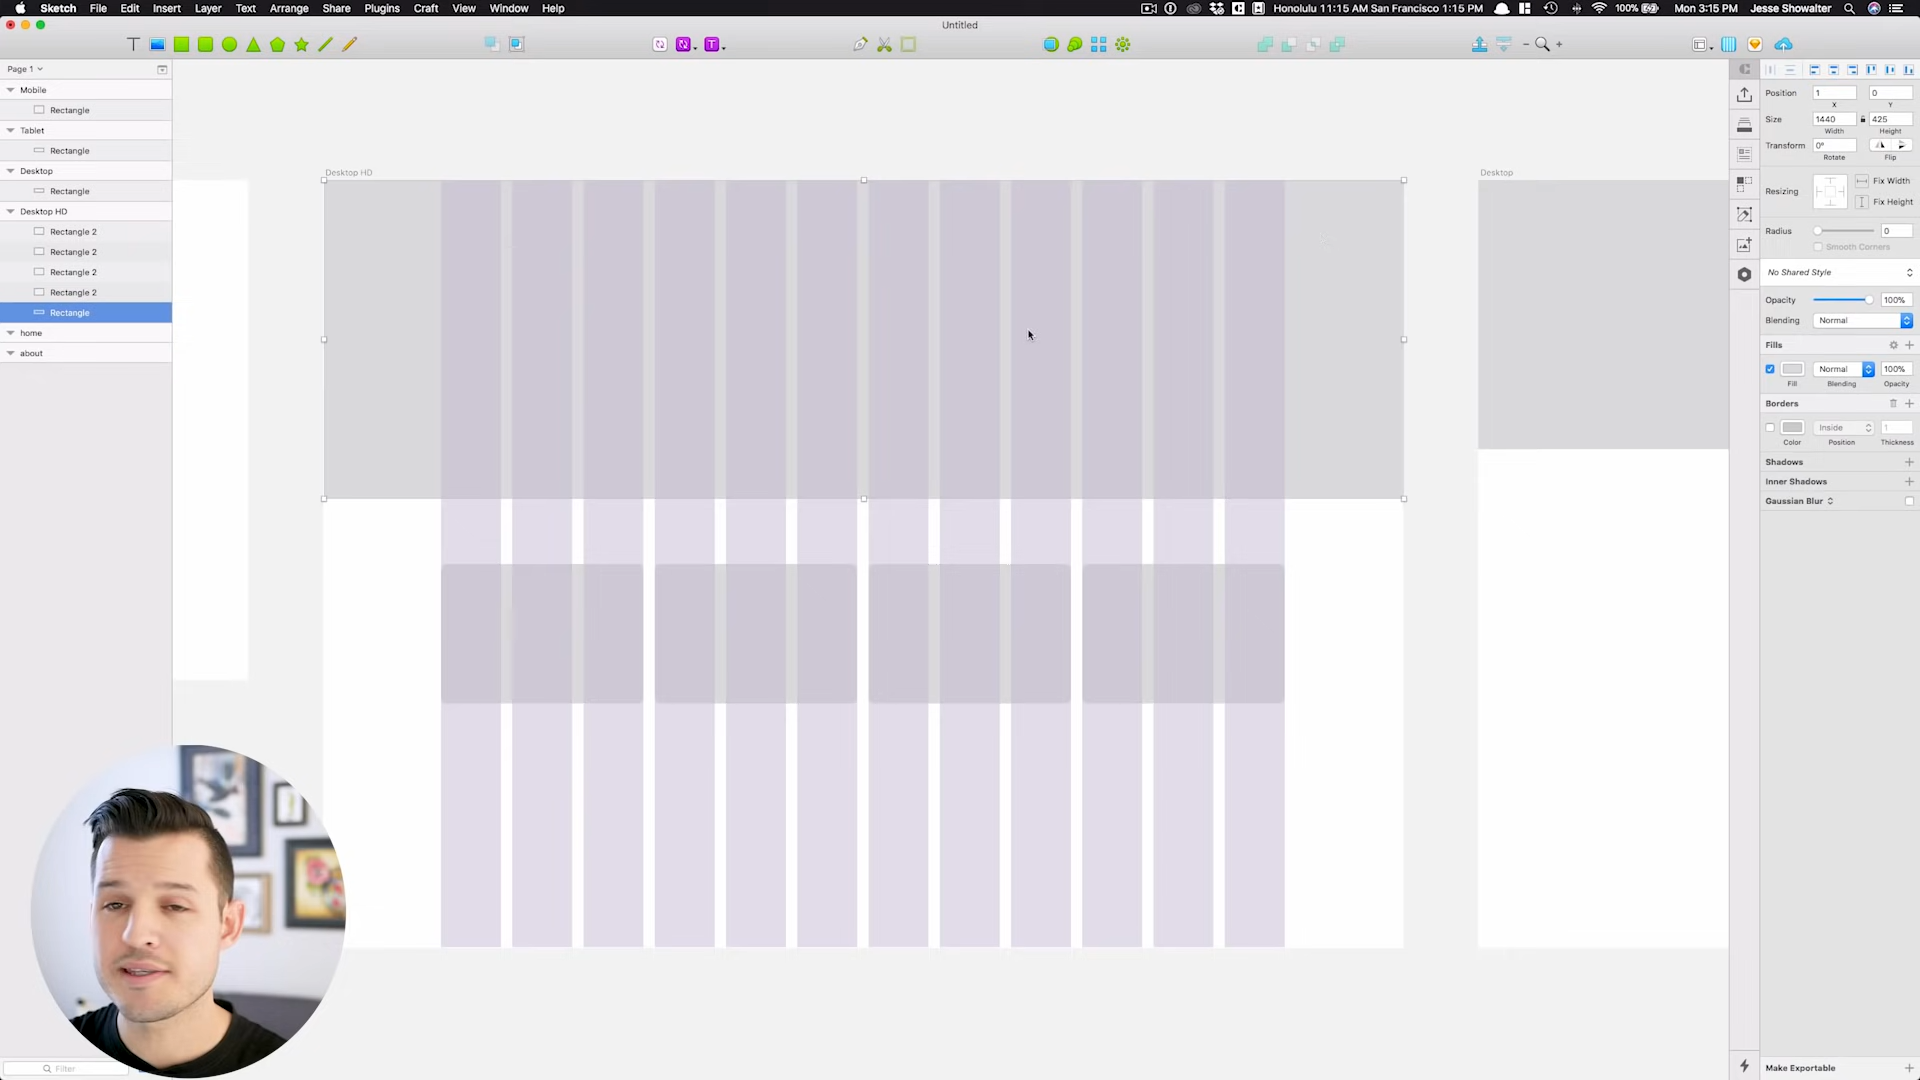 Sketch File Edit Insert Layer Text Arrange Share Plugins Craft View Window Help
Honolulu 11:15 AM San Francisco 1:15 PM
100%
Mon 3:15 PM Jesse Showalter
Untitled
Page 1
Mobile
Rectangle
Tablet
Rectangle
Desktop
Rectangle
Desktop HD
Rectangle 2
Rectangle 2
Rectangle 2
Rectangle 2
Rectangle
home
about
Filter
Desktop HD
Desktop
Position 1 0
X Y
Size 1440 425
Width Height
Transform 0°
Rotate Flip
Resizing Fix Width
Fix Height
Radius 0
Smooth Corners
No Shared Style
Opacity 100%
Blending Normal
Fills
Normal 100%
Fill Blending Opacity
Borders
Inside 1
Color Position Thickness
Shadows
Inner Shadows
Gaussian Blur
Make Exportable